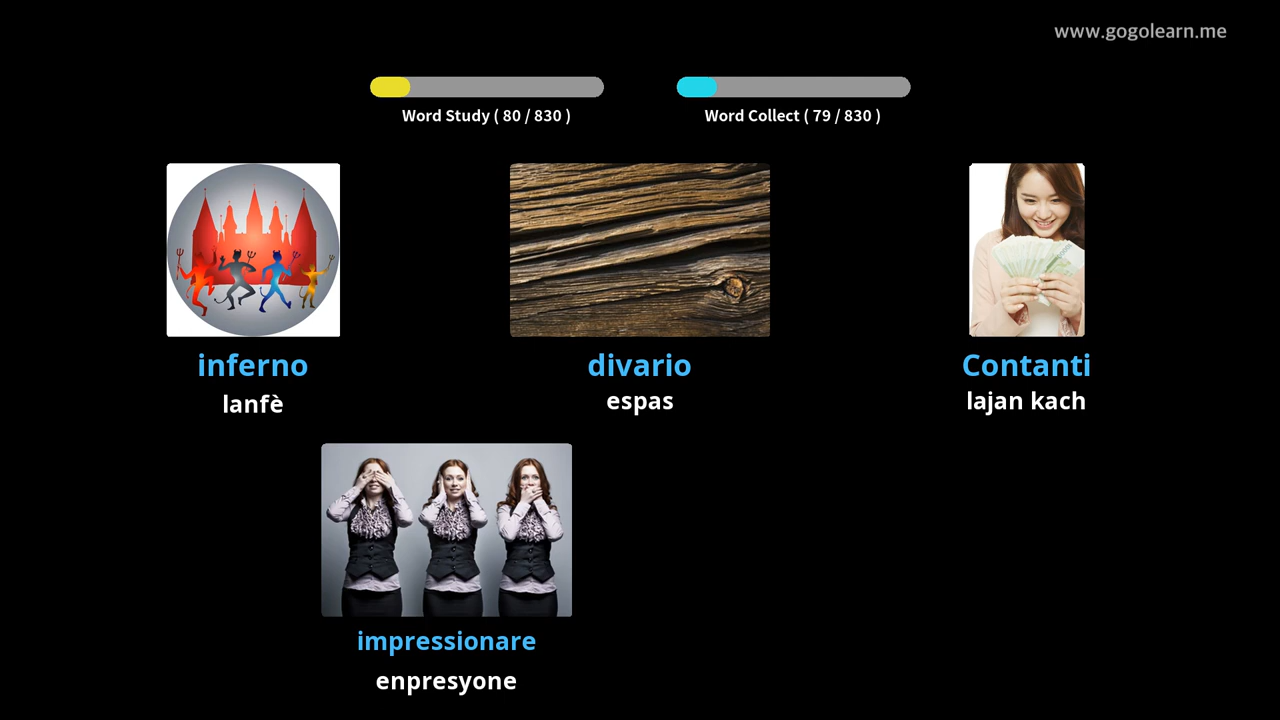 www.gogolearn.me
Word Study ( 80 / 830 )
Word Collect ( 79 / 830 )
inferno
lanfè
divario
espas
Contanti
lajan kach
impressionare
enpresyone